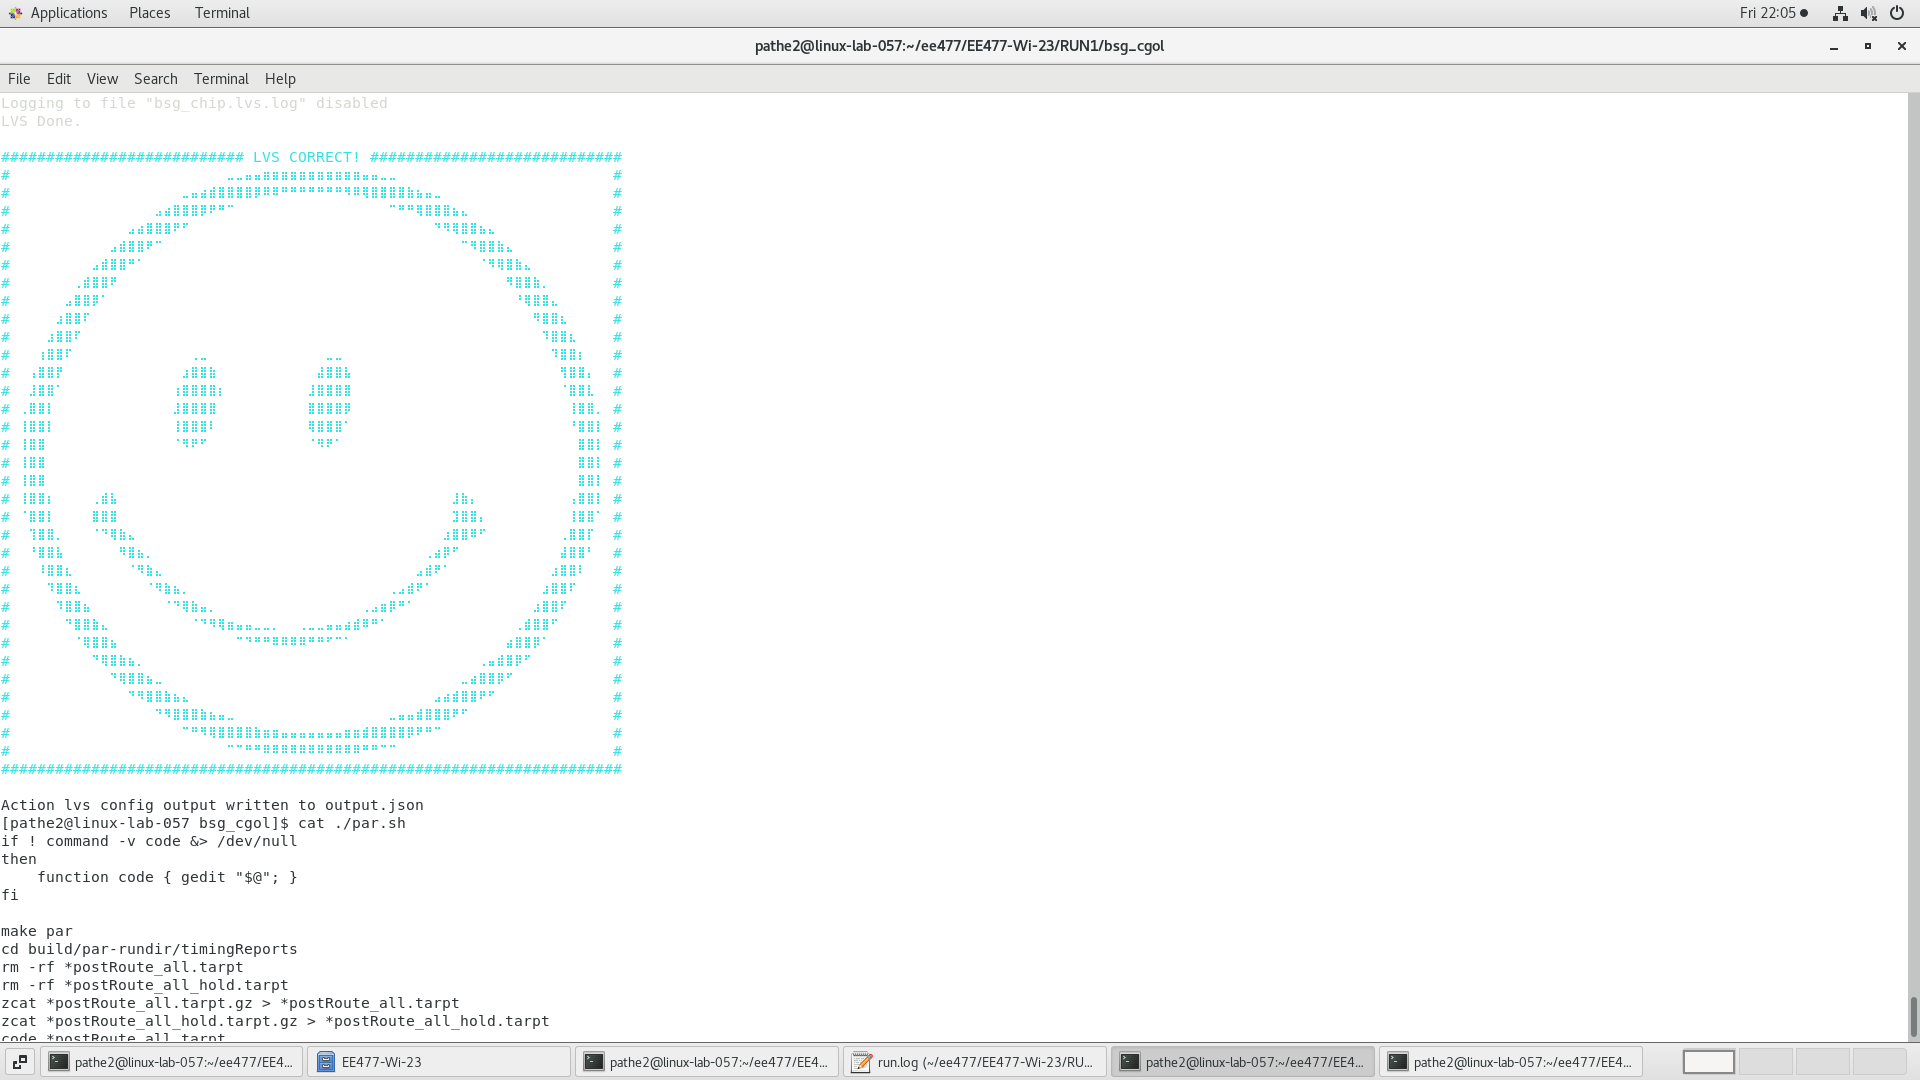 Applications Places Terminal Fri 22:05
pathe2@linux-lab-057:~/ee477/EE477-Wi-23/RUN1/bsg_cgol
File Edit View Search Terminal Help
Logging to file "bsg_chip.lvs.log" disabled
LVS Done.
########################### LVS CORRECT! ############################
#####################################################################
Action lvs config output written to output.json
[pathe2@linux-lab-057 bsg_cgol]$ cat ./par.sh
if ! command -v code &> /dev/null
then
    function code { gedit "$@"; }
fi
make par
cd build/par-rundir/timingReports
rm -rf *postRoute_all.tarpt
rm -rf *postRoute_all_hold.tarpt
zcat *postRoute_all.tarpt.gz > *postRoute_all.tarpt
zcat *postRoute_all_hold.tarpt.gz > *postRoute_all_hold.tarpt
code *postRoute_all.tarpt
pathe2@linux-lab-057:~/ee477/EE4... EE477-Wi-23 pathe2@linux-lab-057:~/ee477/EE4... run.log (~/ee477/EE477-Wi-23/RU... pathe2@linux-lab-057:~/ee477/EE4... pathe2@linux-lab-057:~/ee477/EE4...